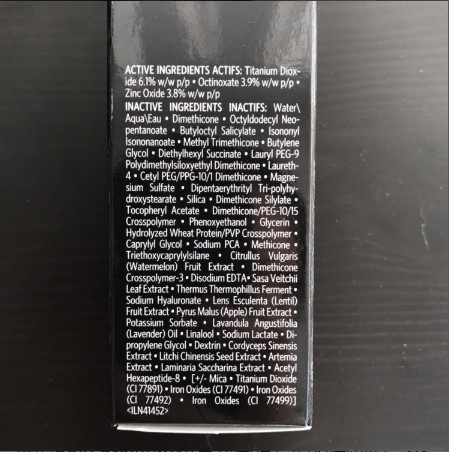 ACTIVE INGREDIENTS ACTIFS: Titanium Diox-
ide 6.1% w/w p/p • Octinoxate 3.9% w/w p/p •
Zinc Oxide 3.8% w/w p/p
INACTIVE INGREDIENTS INACTIFS: Water\
Aqua\Eau • Dimethicone • Octyldodecyl Neo-
pentanoate • Butyloctyl Salicylate • Isononyl
Isononanoate • Methyl Trimethicone • Butylene
Glycol • Diethylhexyl Succinate • Lauryl PEG-9
Polydimethylsiloxyethyl Dimethicone • Laureth-
4 • Cetyl PEG/PPG-10/1 Dimethicone • Magne-
sium Sulfate • Dipentaerythrityl Tri-polyhy-
droxystearate • Silica • Dimethicone Silylate •
Tocopheryl Acetate • Dimethicone/PEG-10/15
Crosspolymer • Phenoxyethanol • Glycerin •
Hydrolyzed Wheat Protein/PVP Crosspolymer •
Caprylyl Glycol • Sodium PCA • Methicone •
Triethoxycaprylylsilane • Citrullus Vulgaris
(Watermelon) Fruit Extract • Dimethicone
Crosspolymer-3 • Disodium EDTA• Sasa Veitchii
Leaf Extract • Thermus Thermophillus Ferment •
Sodium Hyaluronate • Lens Esculenta (Lentil)
Fruit Extract • Pyrus Malus (Apple) Fruit Extract •
Potassium Sorbate • Lavandula Angustifolia
(Lavender) Oil • Linalool • Sodium Lactate • Di-
propylene Glycol • Dextrin • Cordyceps Sinensis
Extract • Litchi Chinensis Seed Extract • Artemia
Extract • Laminaria Saccharina Extract • Acetyl
Hexapeptide-8 • [+/- Mica • Titanium Dioxide
(CI 77891) • Iron Oxides (CI 77491) • Iron Oxides
(CI 77492) • Iron Oxides (CI 77499)]
<ILN41452>